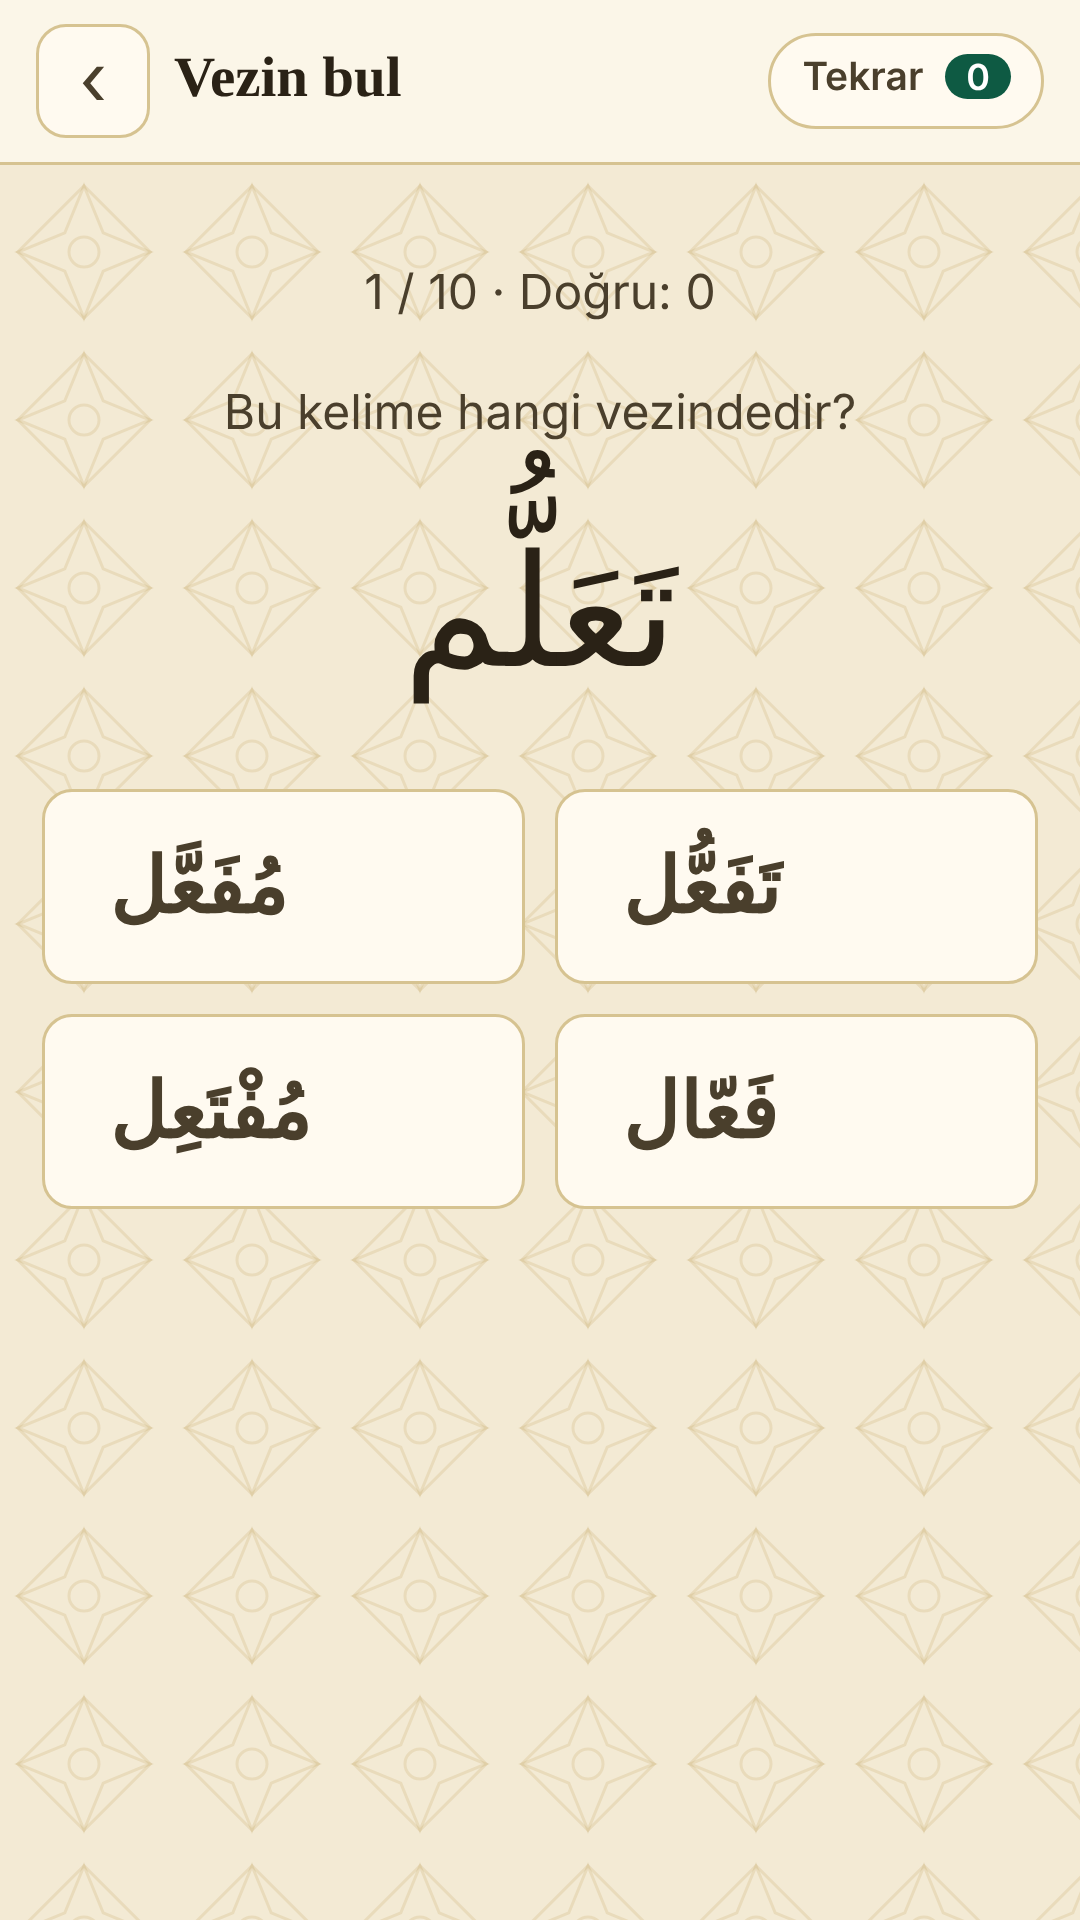 ‹ Vezin bul Tekrar 0
1 / 10 · Doğru: 0
Bu kelime hangi vezindedir?
تَعَلُّم
مُفَعَّل
تَفَعُّل
مُفْتَعِل
فَعّال